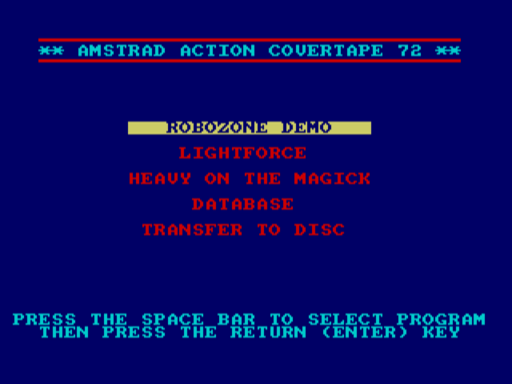 ** AMSTRAD ACTION COVERTAPE 72 **
ROBOZONE DEMO
LIGHTFORCE
HEAVY ON THE MAGICK
DATABASE
TRANSFER TO DISC
PRESS THE SPACE BAR TO SELECT PROGRAM
THEN PRESS THE RETURN (ENTER) KEY